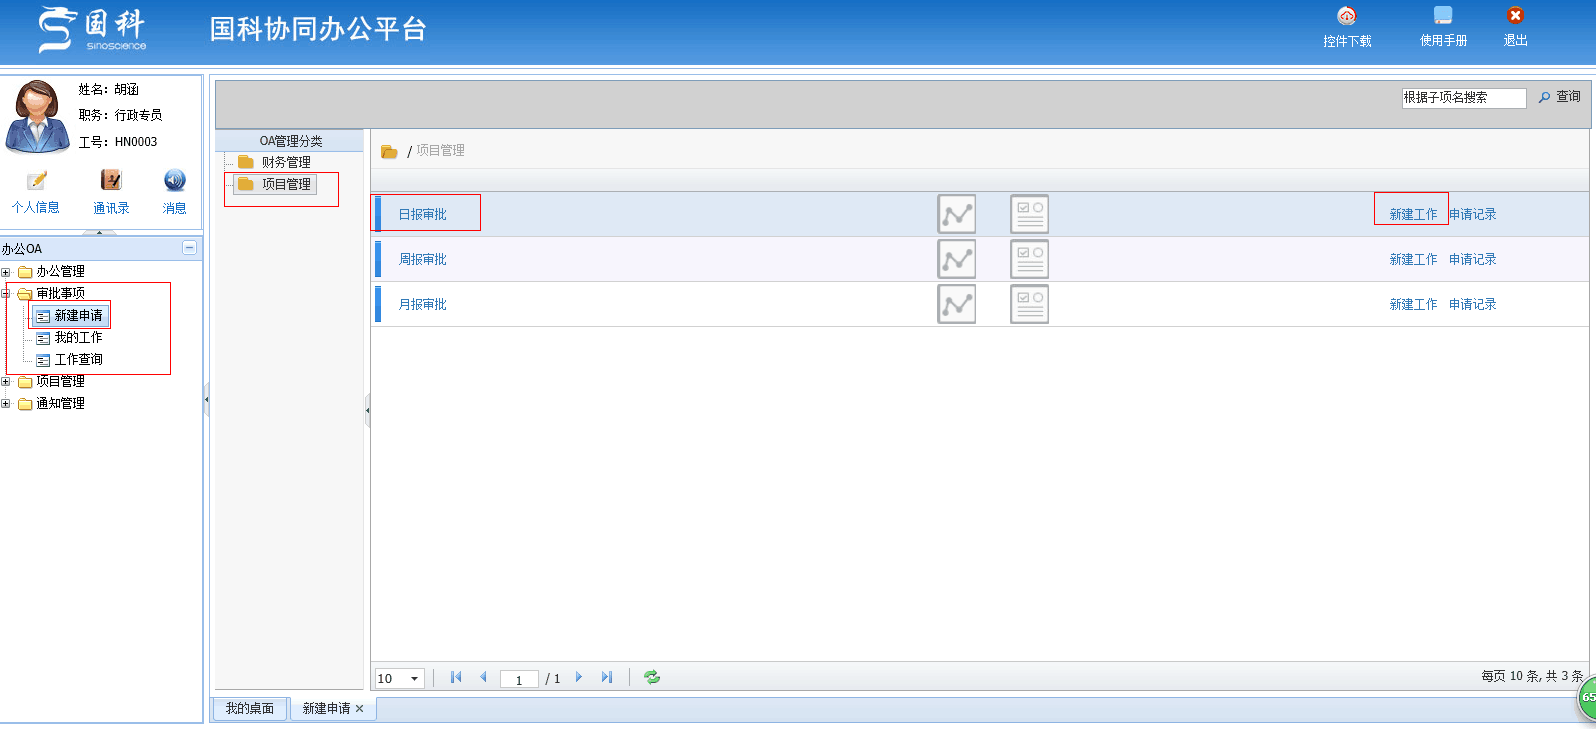 国科
sinoscience
国科协同办公平台
控件下载
使用手册
退出
姓名：胡涵
职务：行政专员
工号：HN0003
个人信息
通讯录
消息
根据子项名搜索
查询
OA管理分类
财务管理
项目管理
/ 项目管理
日报审批
新建工作 申请记录
周报审批
新建工作 申请记录
月报审批
新建工作 申请记录
办公OA
办公管理
审批事项
新建申请
我的工作
工作查询
项目管理
通知管理
10
1 / 1
每页 10 条, 共 3 条
65
我的桌面
新建申请